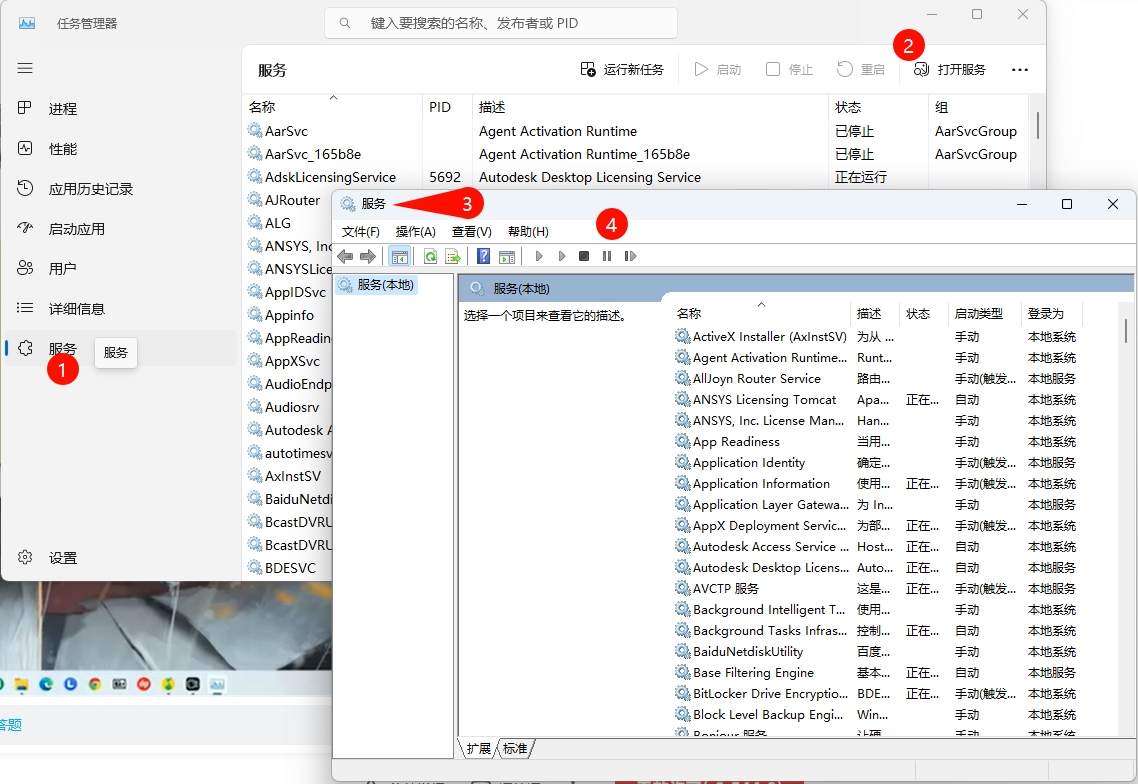 任务管理器
键入要搜索的名称、发布者或 PID
服务
运行新任务
启动
停止
重启
2
打开服务
进程
性能
应用历史记录
启动应用
用户
详细信息
服务
1
服务
设置
名称 PID 描述 状态 组
AarSvc Agent Activation Runtime 已停止 AarSvcGroup
AarSvc_165b8e Agent Activation Runtime_165b8e 已停止 AarSvcGroup
AdskLicensingService 5692 Autodesk Desktop Licensing Service 正在运行
AJRouter
ALG
ANSYS, Inc
ANSYSLice
AppIDSvc
Appinfo
AppReadin
AppXSvc
AudioEndp
Audiosrv
Autodesk A
autotimesv
AxInstSV
BaiduNetdi
BcastDVRU
BcastDVRU
BDESVC
服务
3
4
文件(F) 操作(A) 查看(V) 帮助(H)
服务(本地)
服务(本地)
选择一个项目来查看它的描述。
名称 描述 状态 启动类型 登录为
ActiveX Installer (AxInstSV) 为从 ... 手动 本地系统
Agent Activation Runtime... Runt... 手动 本地系统
AllJoyn Router Service 路由... 手动(触发... 本地服务
ANSYS Licensing Tomcat Apa... 正在... 自动 本地系统
ANSYS, Inc. License Man... Han... 手动 本地系统
App Readiness 当用... 手动 本地系统
Application Identity 确定... 手动(触发... 本地服务
Application Information 使用... 正在... 手动(触发... 本地系统
Application Layer Gatewa... 为 In... 手动 本地服务
AppX Deployment Servic... 为部... 正在... 手动(触发... 本地系统
Autodesk Access Service ... Host... 正在... 自动 本地系统
Autodesk Desktop Licens... Auto... 正在... 自动 本地服务
AVCTP 服务 这是... 正在... 手动(触发... 本地服务
Background Intelligent T... 使用... 手动 本地系统
Background Tasks Infras... 控制... 正在... 自动 本地系统
BaiduNetdiskUtility 百度... 手动 本地系统
Base Filtering Engine 基本... 正在... 自动 本地服务
BitLocker Drive Encryptio... BDE... 正在... 手动(触发... 本地系统
Block Level Backup Engi... Win... 手动 本地系统
Bonjour 服务 让硬... 手动 本地系统
扩展 标准
答题